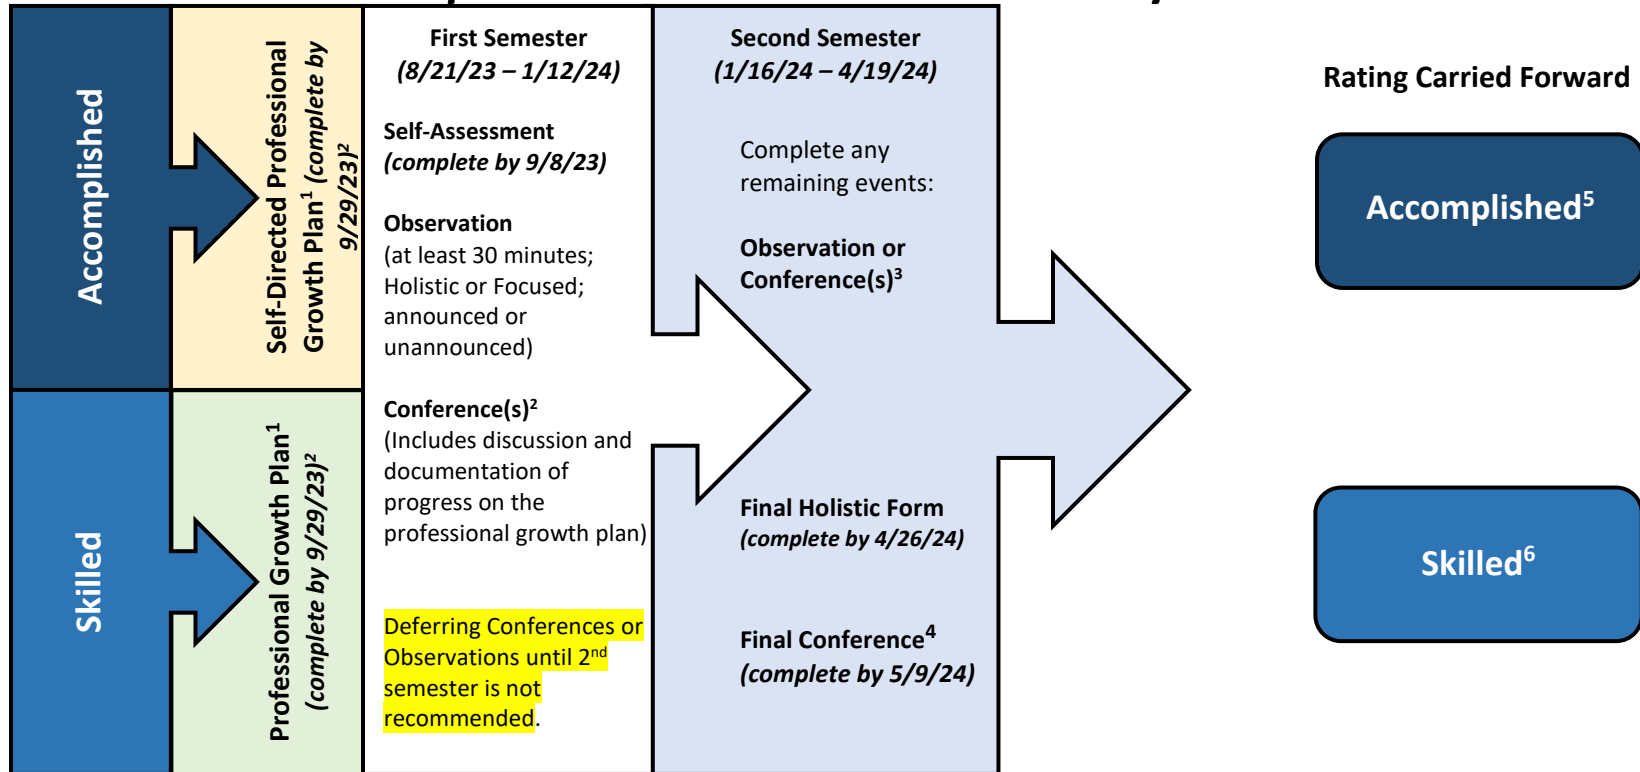 Accomplished
Self-Directed Professional
Growth Plan¹ (complete by
9/29/23)²
Skilled
Professional Growth Plan¹
(complete by 9/29/23)²
First Semester
(8/21/23 – 1/12/24)
Self-Assessment
(complete by 9/8/23)
Observation
(at least 30 minutes;
Holistic or Focused;
announced or
unannounced)
Conference(s)²
(Includes discussion and
documentation of
progress on the
professional growth plan)
Deferring Conferences or
Observations until 2ⁿᵈ
semester is not
recommended.
Second Semester
(1/16/24 – 4/19/24)
Complete any
remaining events:
Observation or
Conference(s)³
Final Holistic Form
(complete by 4/26/24)
Final Conference⁴
(complete by 5/9/24)
Rating Carried Forward
Accomplished⁵
Skilled⁶